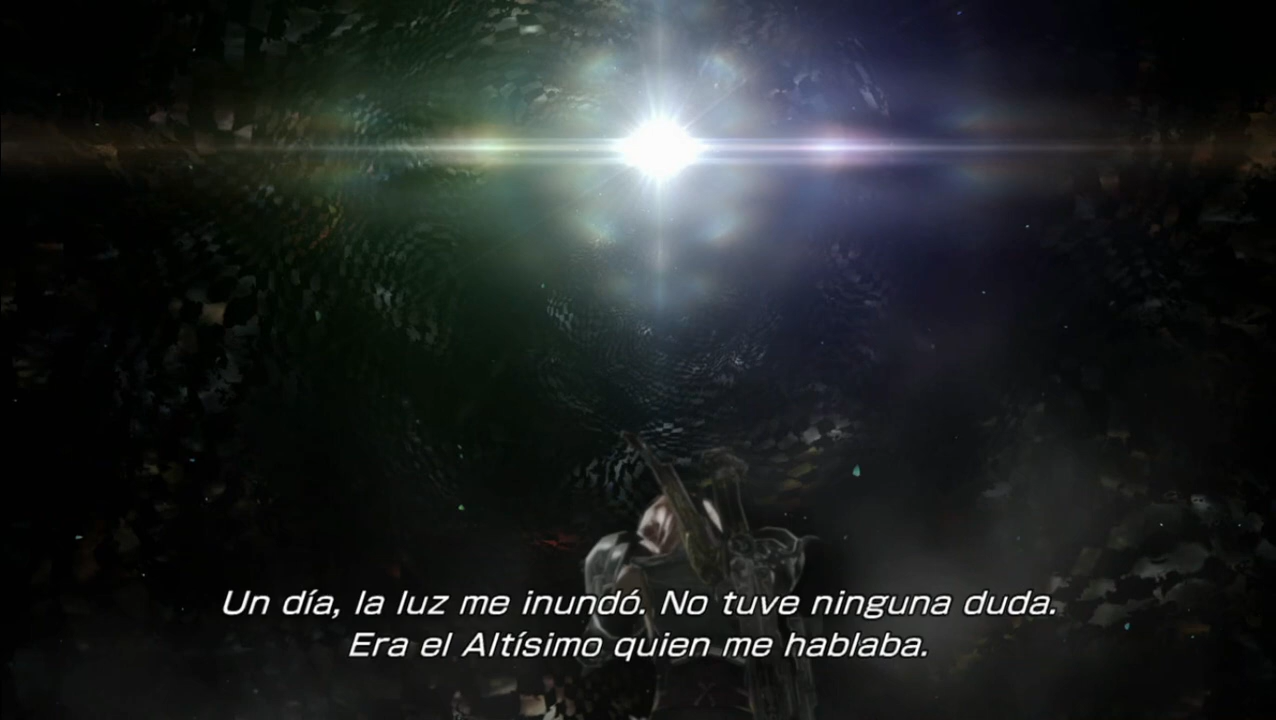 Un día, la luz me inundó. No tuve ninguna duda.
Era el Altísimo quien me hablaba.